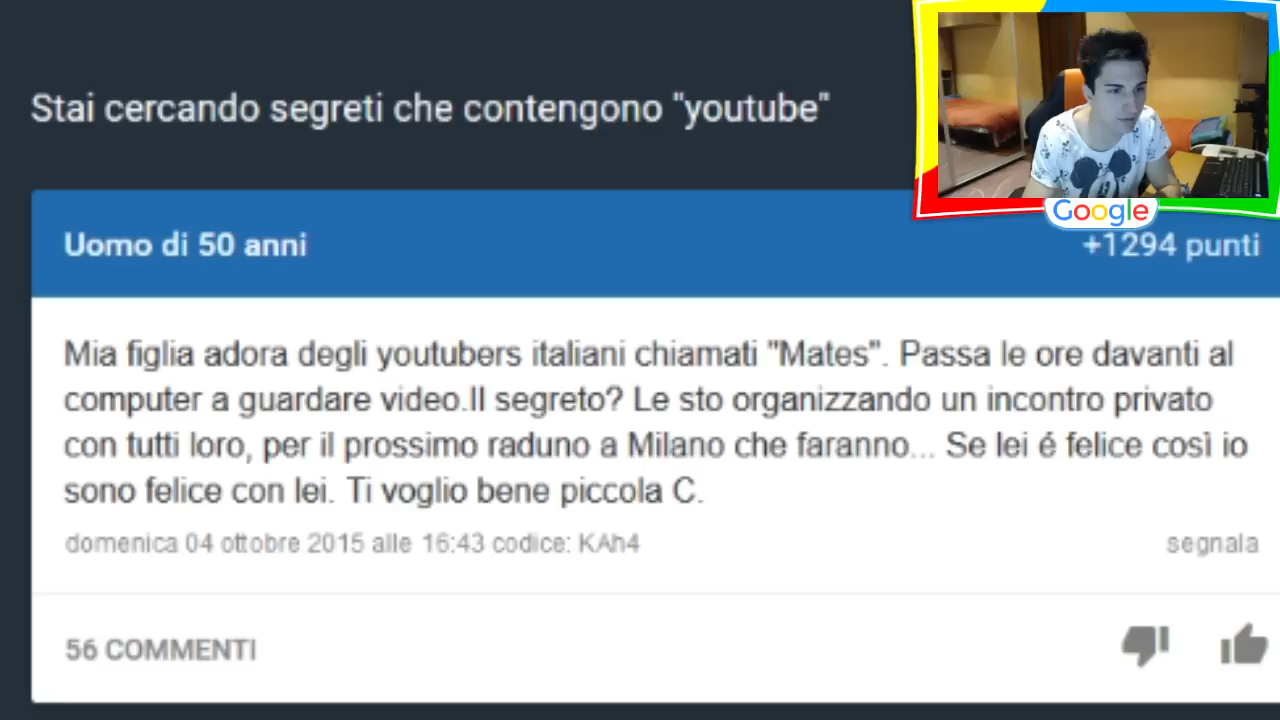 Stai cercando segreti che contengono "youtube"
Google
Uomo di 50 anni
+1294 punti
Mia figlia adora degli youtubers italiani chiamati "Mates". Passa le ore davanti al
computer a guardare video.Il segreto? Le sto organizzando un incontro privato
con tutti loro, per il prossimo raduno a Milano che faranno... Se lei é felice così io
sono felice con lei. Ti voglio bene piccola C.
domenica 04 ottobre 2015 alle 16:43 codice: KAh4
segnala
56 COMMENTI